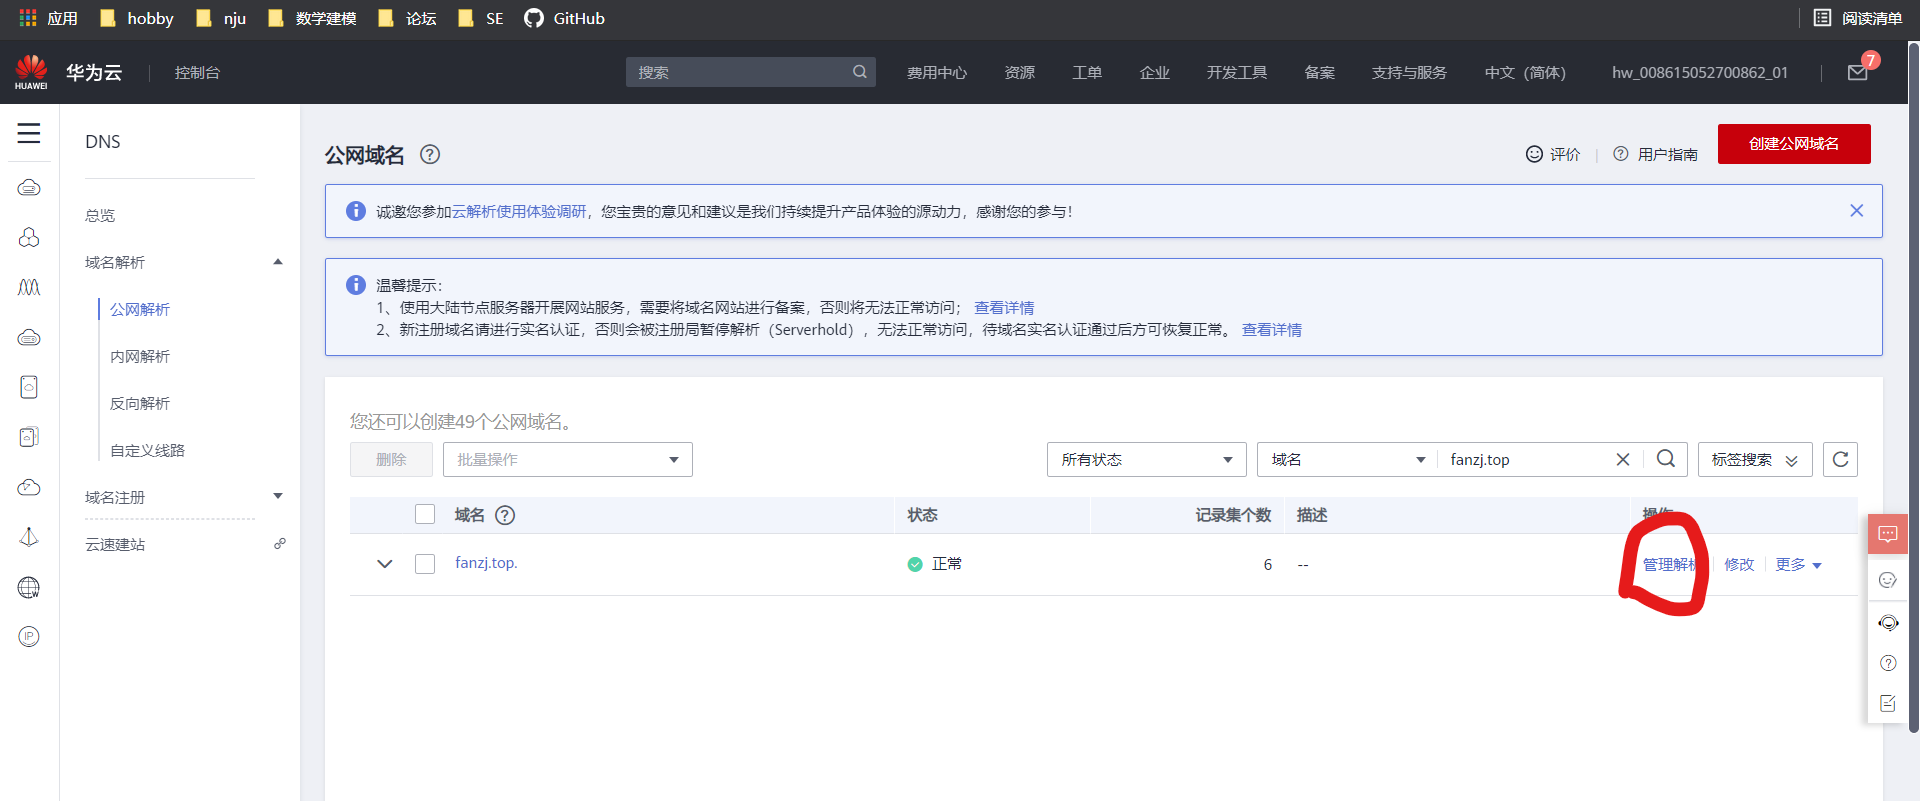 应用 hobby nju 数学建模 论坛 SE GitHub 阅读清单
HUAWEI 华为云 控制台 搜索 费用中心 资源 工单 企业 开发工具 备案 支持与服务 中文（简体） hw_008615052700862_01 7
DNS
总览
域名解析
公网解析
内网解析
反向解析
自定义线路
域名注册
云速建站
W
IP
公网域名 ? 评价 ? 用户指南 创建公网域名
诚邀您参加云解析使用体验调研，您宝贵的意见和建议是我们持续提升产品体验的源动力，感谢您的参与！
温馨提示：
1、使用大陆节点服务器开展网站服务，需要将域名网站进行备案，否则将无法正常访问； 查看详情
2、新注册域名请进行实名认证，否则会被注册局暂停解析（Serverhold），无法正常访问，待域名实名认证通过后方可恢复正常。 查看详情
您还可以创建49个公网域名。
删除 批量操作 所有状态 域名 fanzj.top 标签搜索
域名 ? 状态 记录集个数 描述 操作
fanzj.top. 正常 6 -- 管理解析 修改 更多